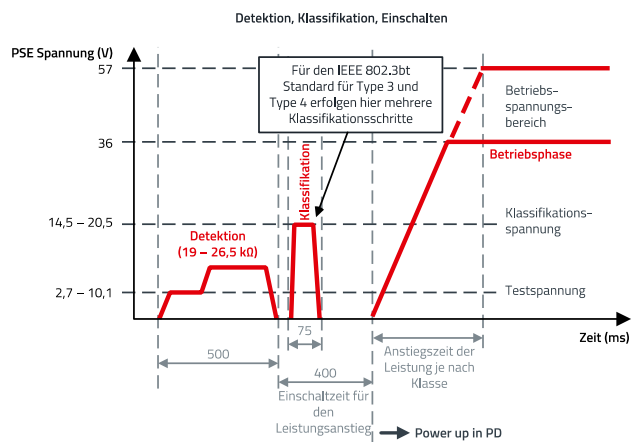 Detektion, Klassifikation, Einschalten
PSE Spannung (V)
57
36
14,5 – 20,5
2,7 – 10,1
Für den IEEE 802.3bt
Standard für Type 3 und
Type 4 erfolgen hier mehrere
Klassifikationsschritte
Betriebs-
spannungs-
bereich
Betriebsphase
Klassifikation
Klassifikations-
spannung
Detektion
(19 – 26,5 kΩ)
Testspannung
Zeit (ms)
75
500
400
Anstiegszeit der
Leistung je nach
Klasse
Einschaltzeit für
den
Leistungsanstieg
Power up in PD